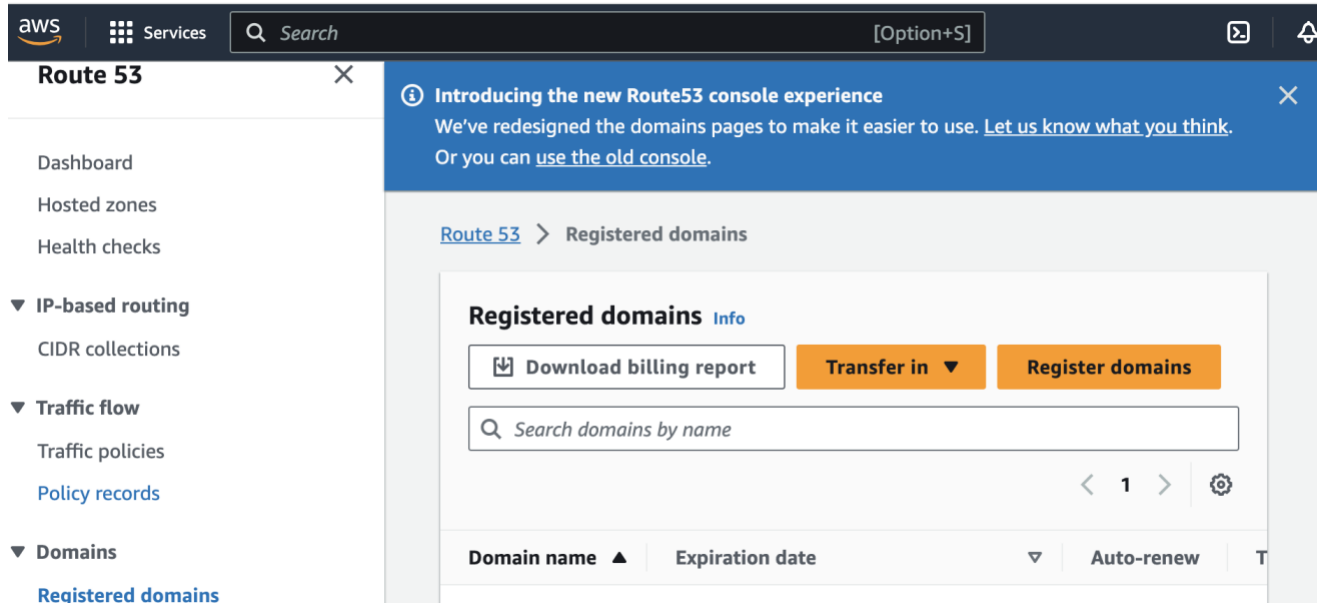 aws
Services
Search
[Option+S]
Route 53
Dashboard
Hosted zones
Health checks
IP-based routing
CIDR collections
Traffic flow
Traffic policies
Policy records
Domains
Registered domains
Introducing the new Route53 console experience
We've redesigned the domains pages to make it easier to use. Let us know what you think.
Or you can use the old console.
Route 53 > Registered domains
Registered domains Info
Download billing report
Transfer in
Register domains
Search domains by name
1
Domain name
Expiration date
Auto-renew
T